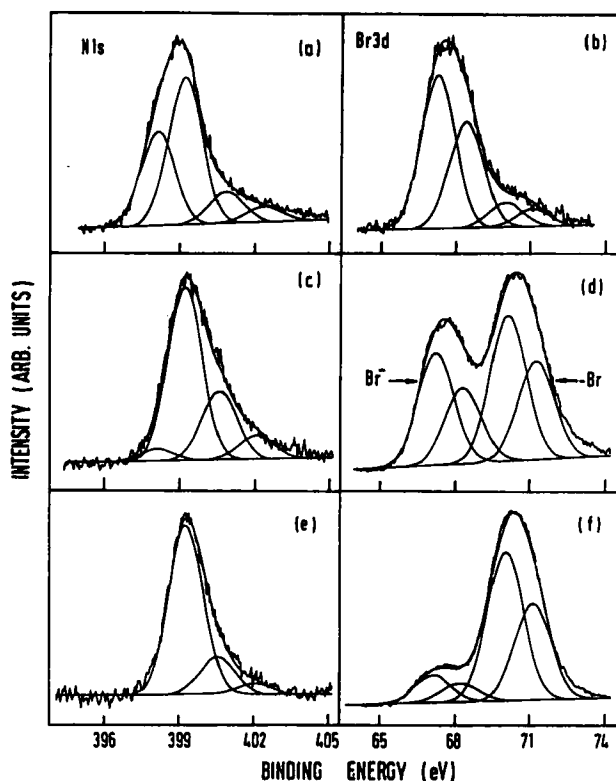 N1s
(a)
Br3d
(b)
(c)
(d)
Br⁻
Br
(e)
(f)
INTENSITY (ARB. UNITS)
396 399 402 405
65 68 71 74
BINDING ENERGY (eV)